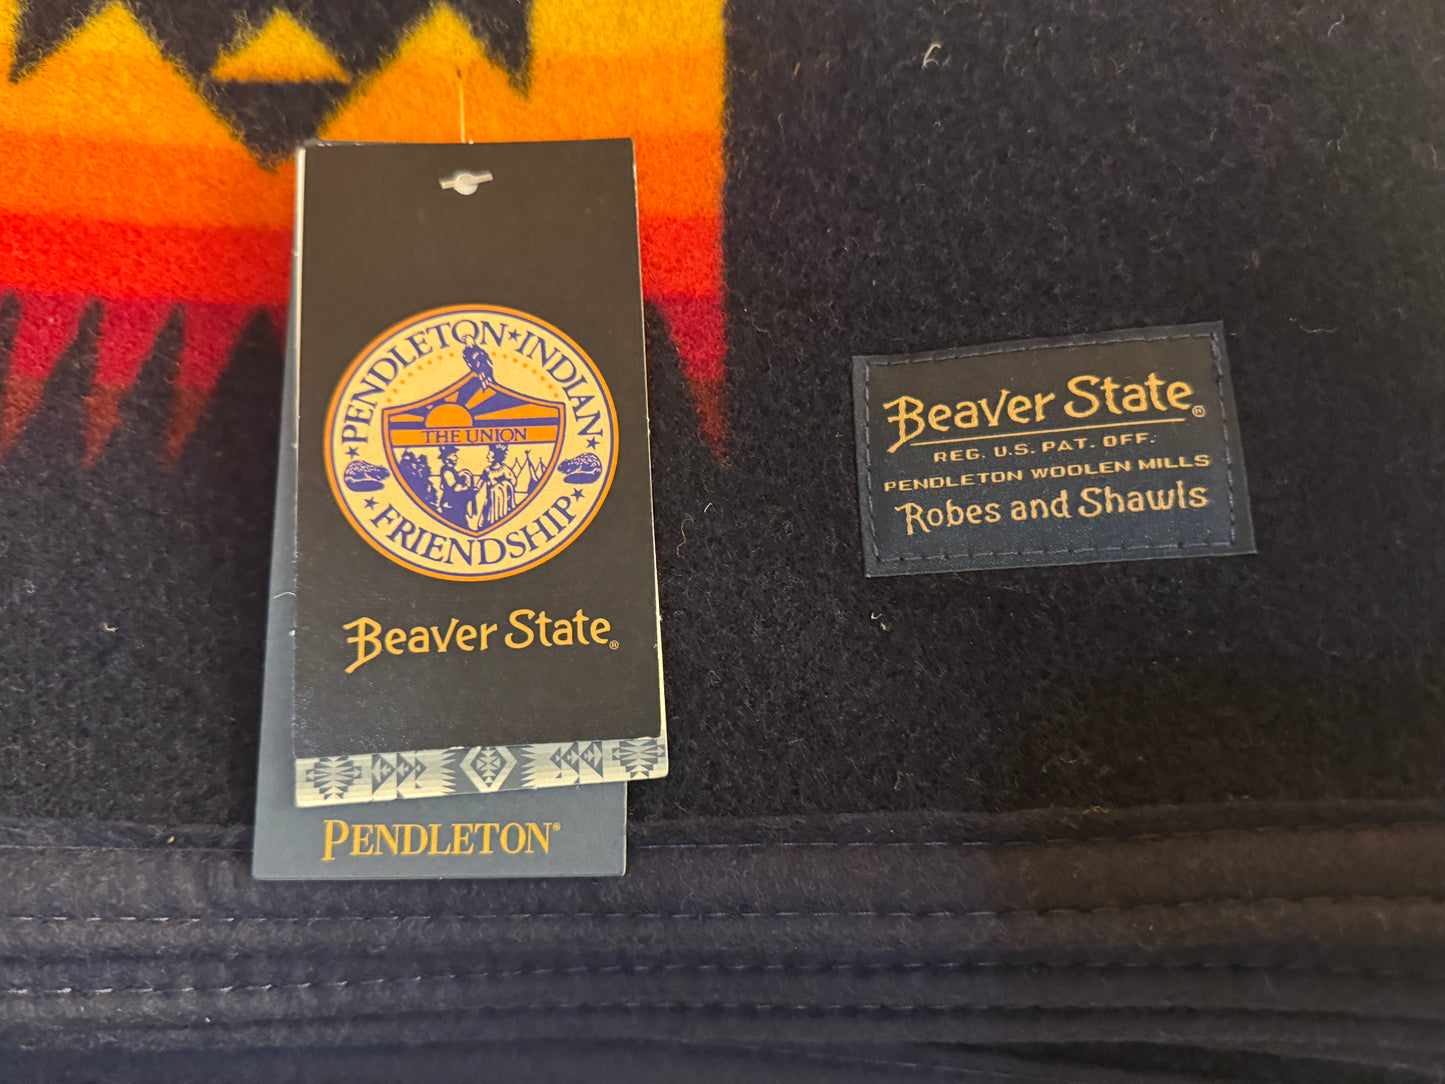 PENDLETON★INDIAN
★FRIENDSHIP★
THE UNION
Beaver State®
PENDLETON®
Beaver State®
REG. U.S. PAT. OFF.
PENDLETON WOOLEN MILLS
Robes and Shawls